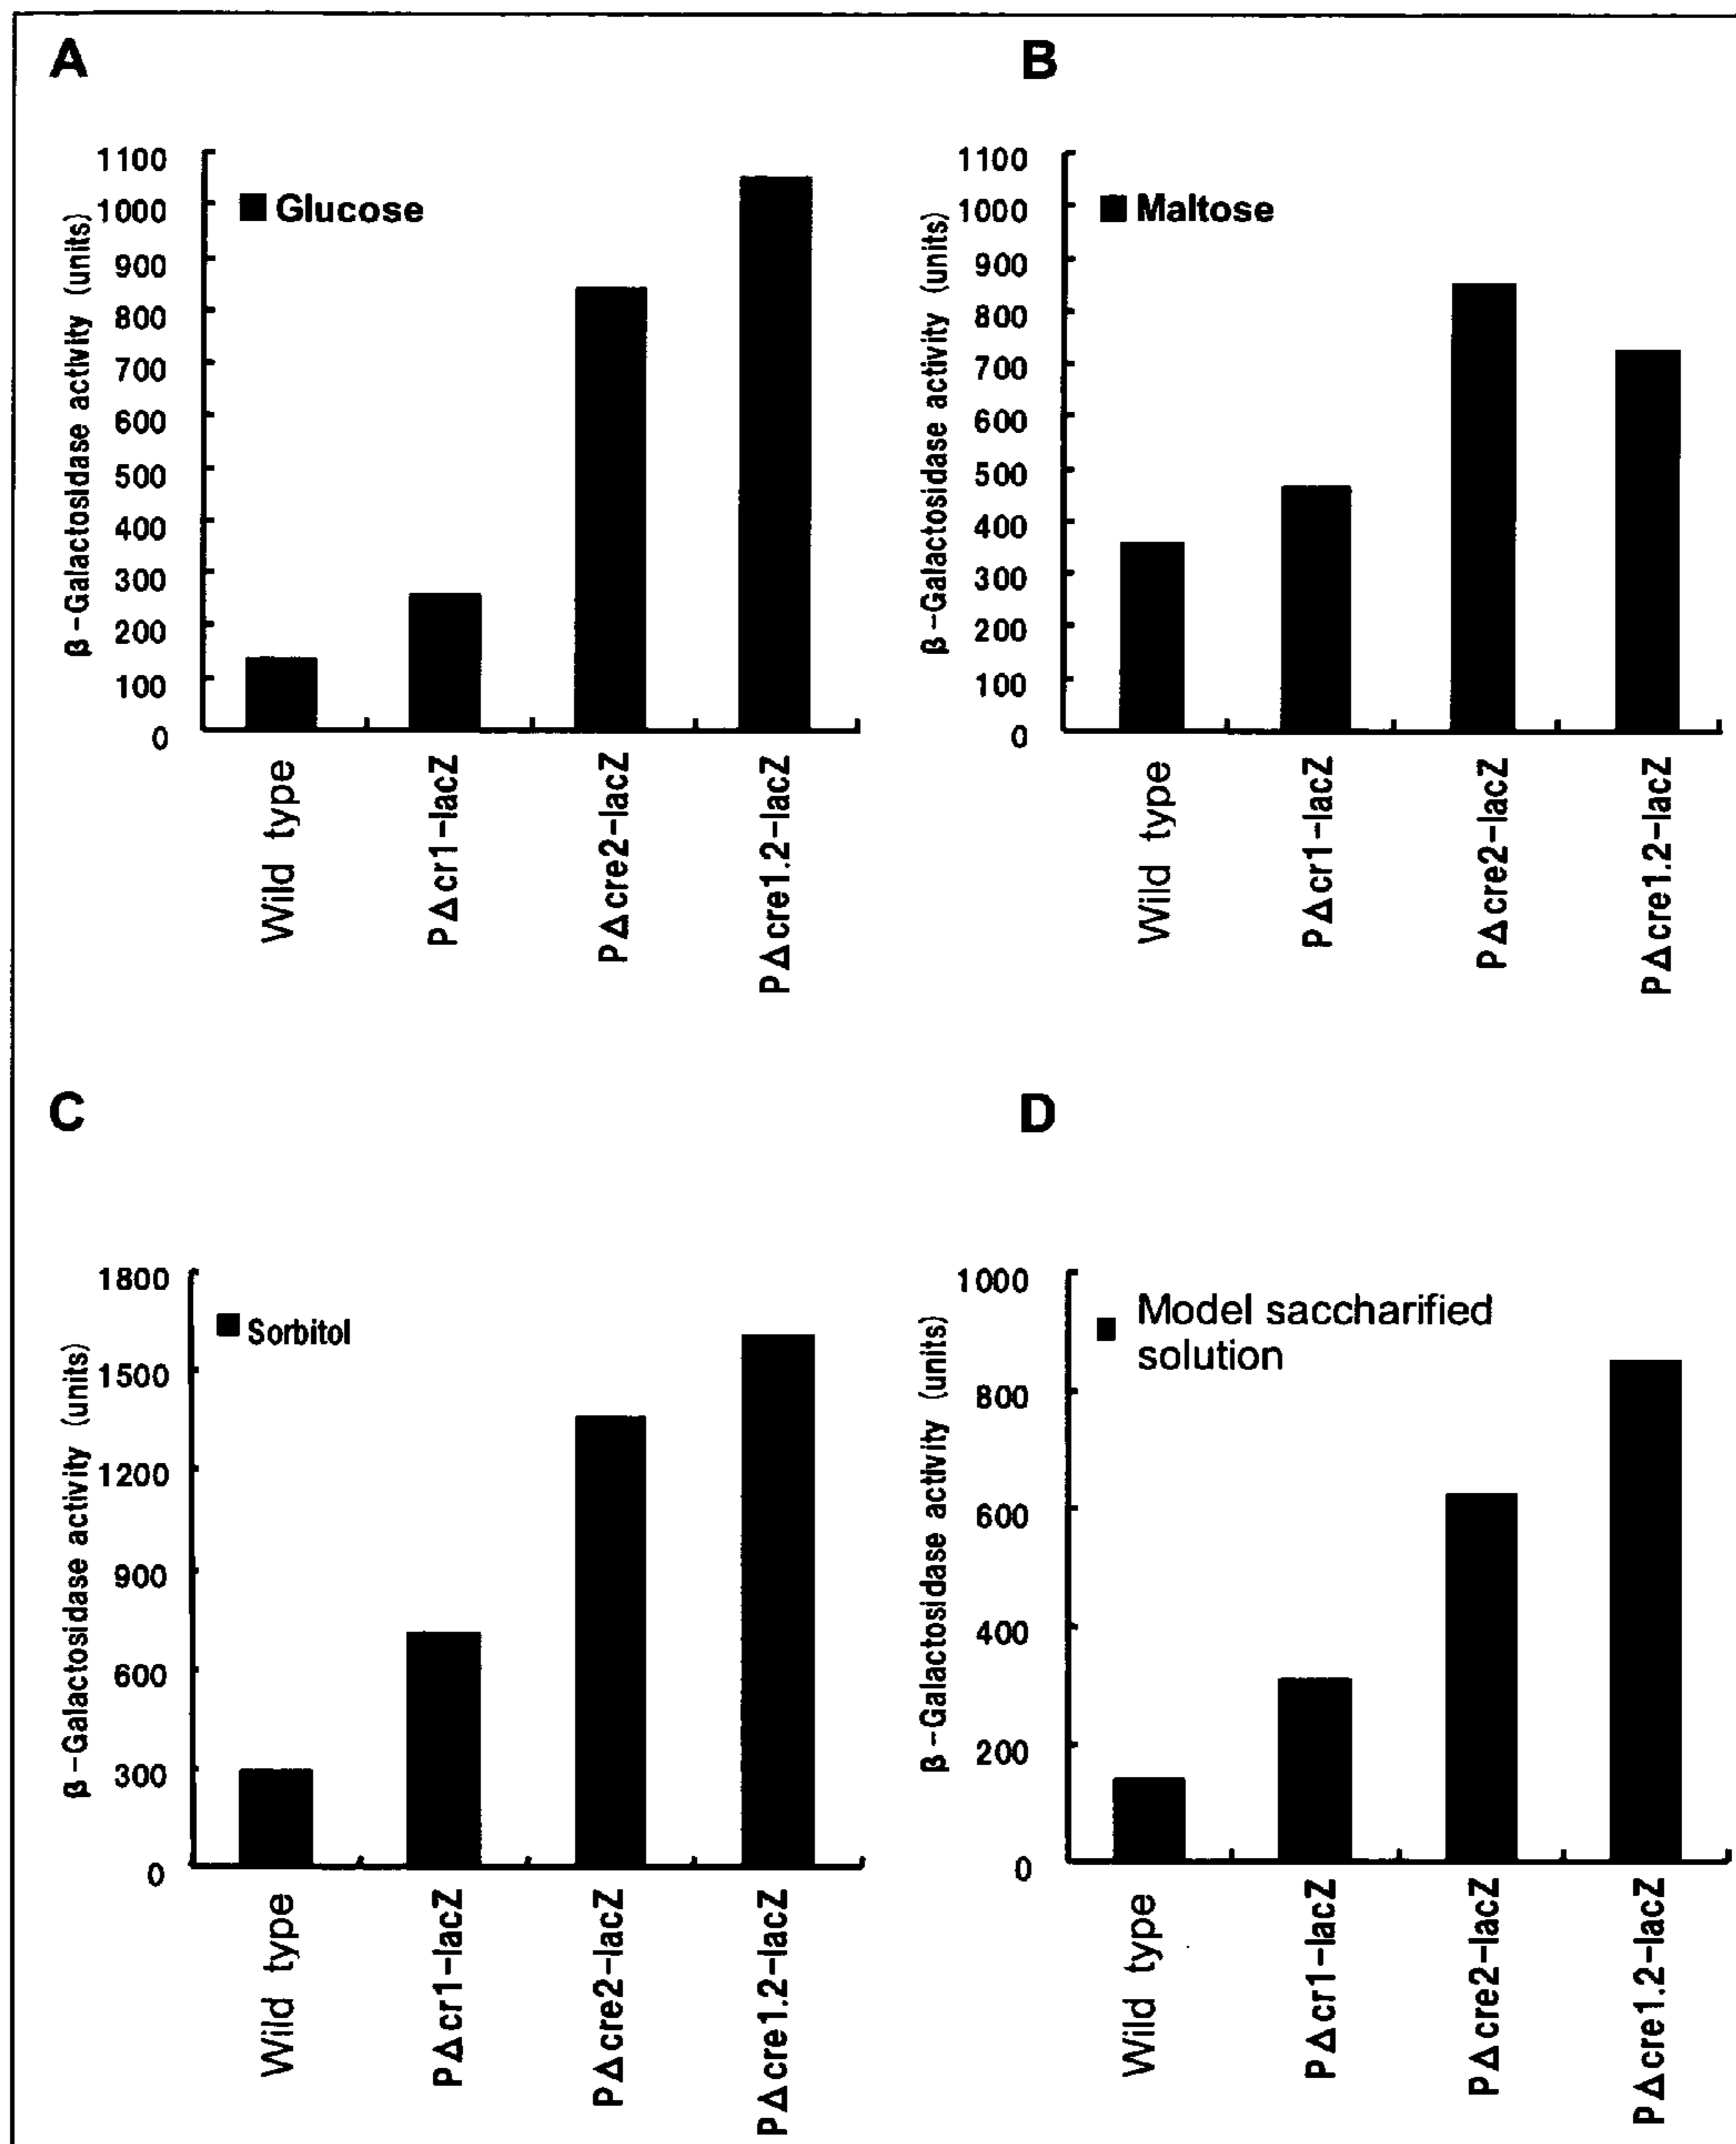 A
β-Galactosidase activity (units)
1100
1000
900
800
700
600
500
400
300
200
100
0
Glucose
Wild type
PΔcr1-lacZ
PΔcre2-lacZ
PΔcre1.2-lacZ
B
β-Galactosidase activity (units)
1100
1000
900
800
700
600
500
400
300
200
100
0
Maltose
Wild type
PΔcr1-lacZ
PΔcre2-lacZ
PΔcre1.2-lacZ
C
β-Galactosidase activity (units)
1800
1500
1200
900
600
300
0
Sorbitol
Wild type
PΔcr1-lacZ
PΔcre2-lacZ
PΔcre1.2-lacZ
D
β-Galactosidase activity (units)
1000
800
600
400
200
0
Model saccharified
solution
Wild type
PΔcr1-lacZ
PΔcre2-lacZ
PΔcre1.2-lacZ